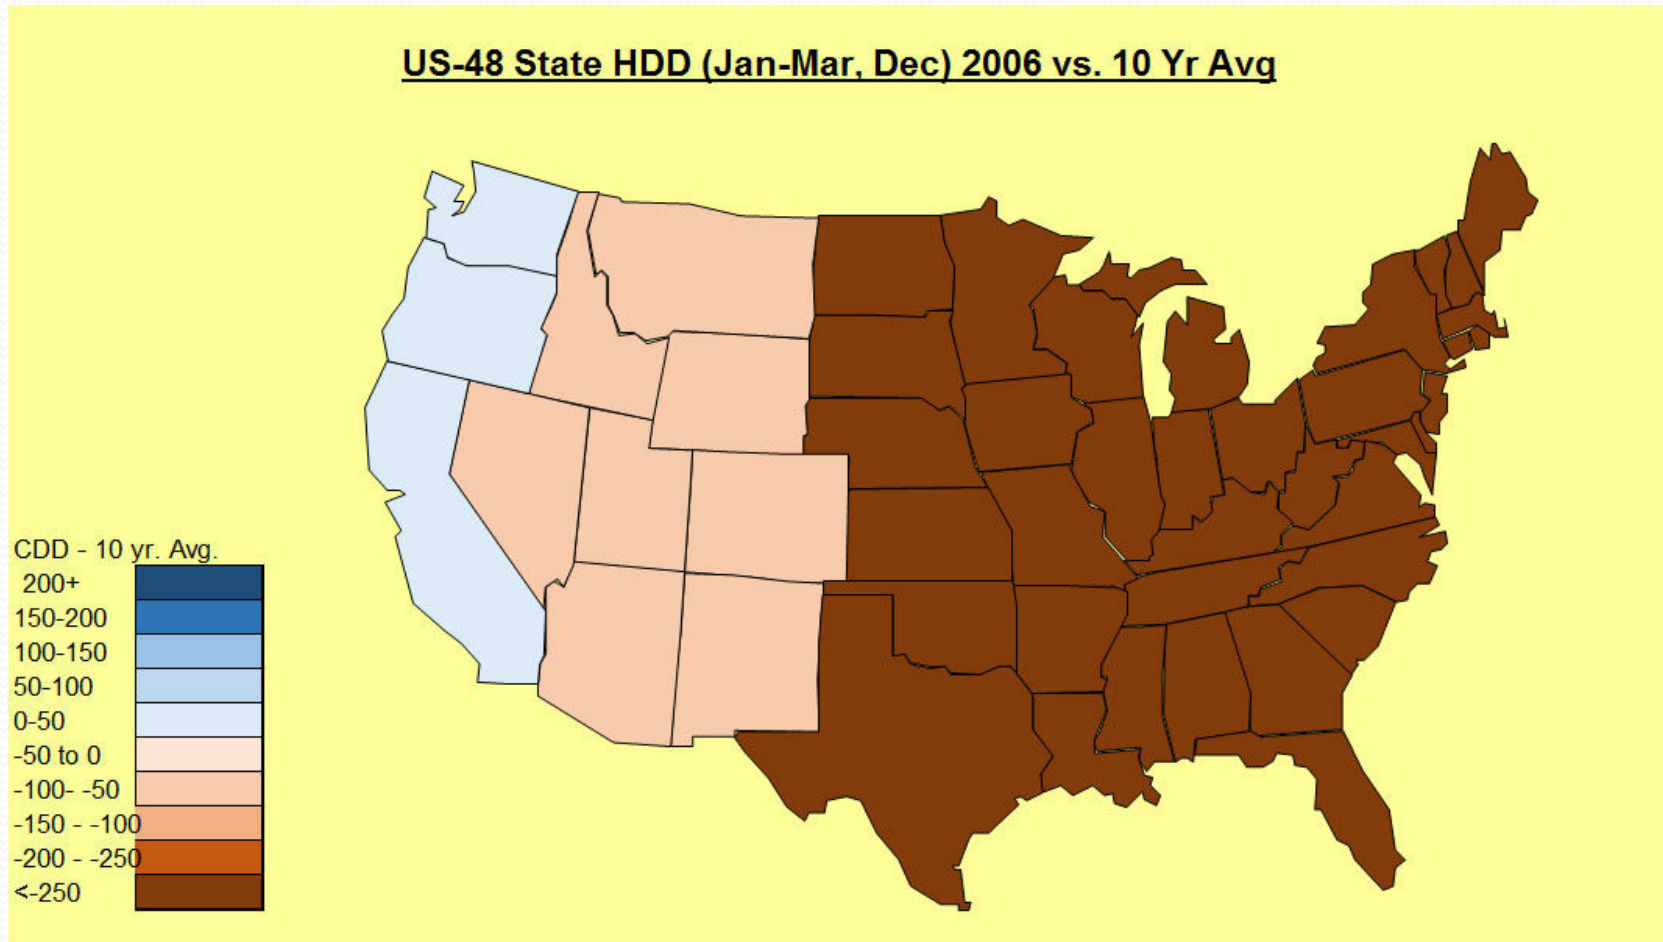 US-48 State HDD (Jan-Mar, Dec) 2006 vs. 10 Yr Avg
CDD - 10 yr. Avg.
200+
150-200
100-150
50-100
0-50
-50 to 0
-100- -50
-150 - -100
-200 - -250
<-250